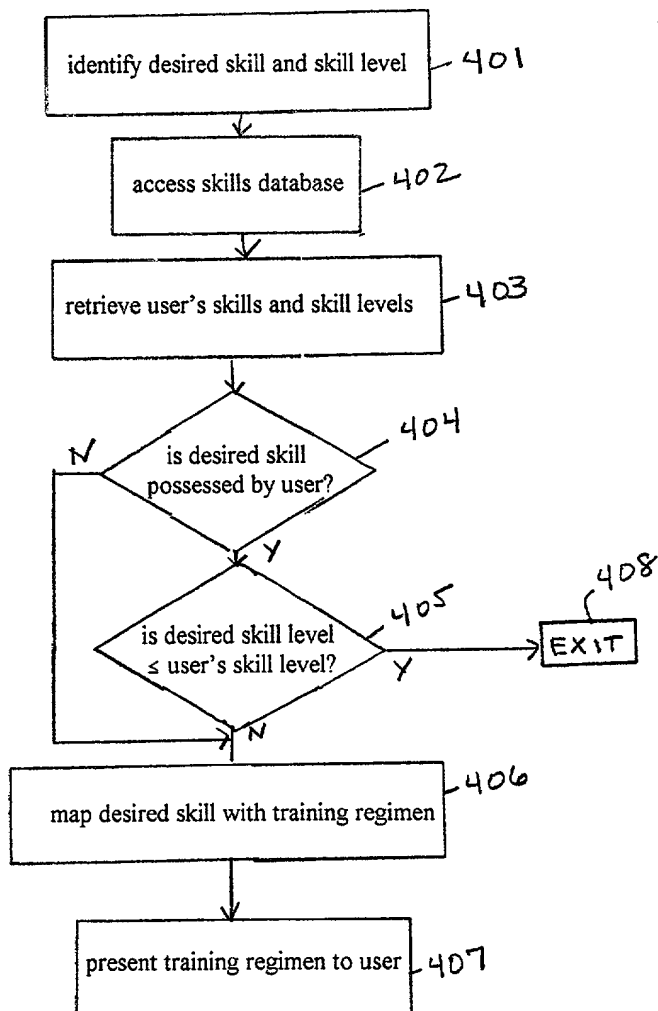 identify desired skill and skill level
401
access skills database
402
retrieve user's skills and skill levels
403
is desired skill
possessed by user?
404
N
Y
is desired skill level
≤ user's skill level?
405
Y
408
EXIT
N
map desired skill with training regimen
406
present training regimen to user
407